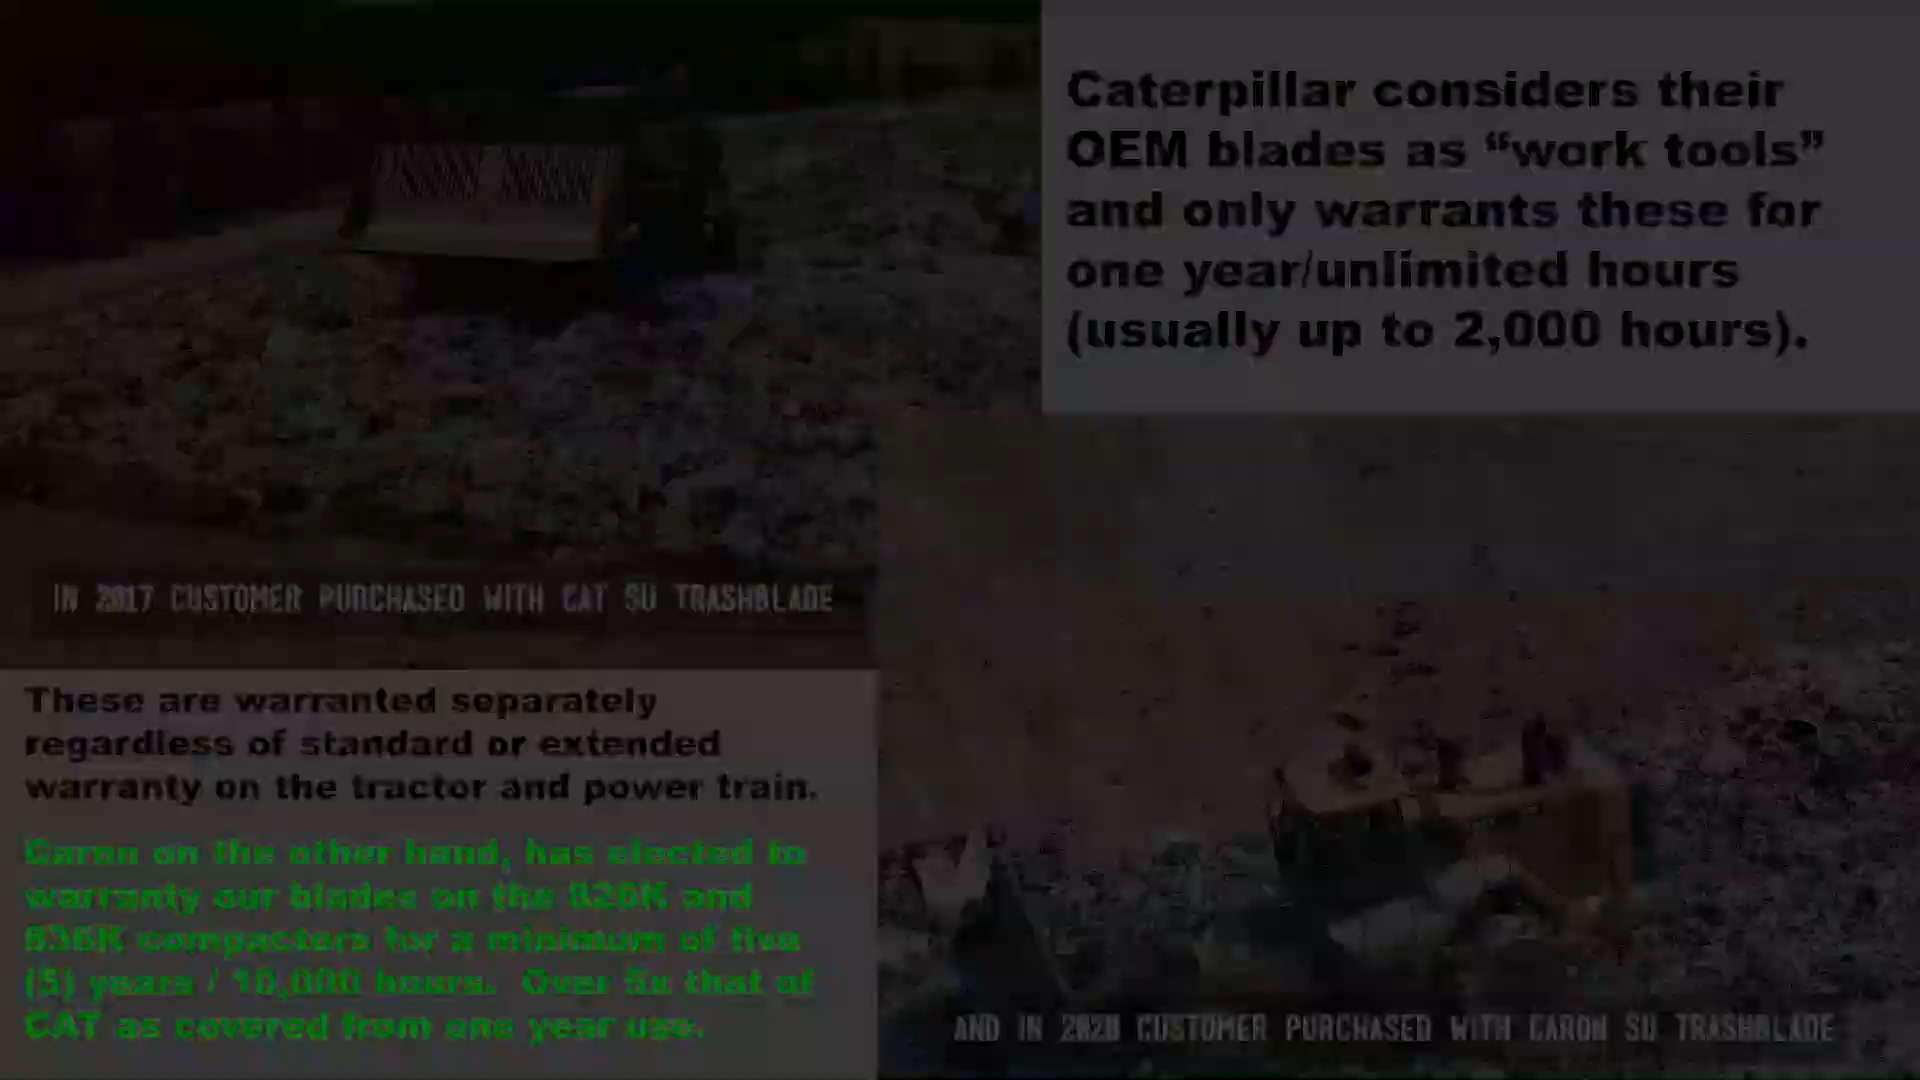 Caterpillar considers their
OEM blades as “work tools”
and only warrants these for
one year/unlimited hours
(usually up to 2,000 hours).
IN 2017 CUSTOMER PURCHASED WITH CAT SU TRASHBLADE
These are warranted separately
regardless of standard or extended
warranty on the tractor and power train.
Caron on the other hand, has elected to
warranty our blades on the 826K and
836K compactors for a minimum of five
(5) years / 10,000 hours. Over 5x that of
CAT as covered from one year use.
AND IN 2020 CUSTOMER PURCHASED WITH CARON SU TRASHBLADE